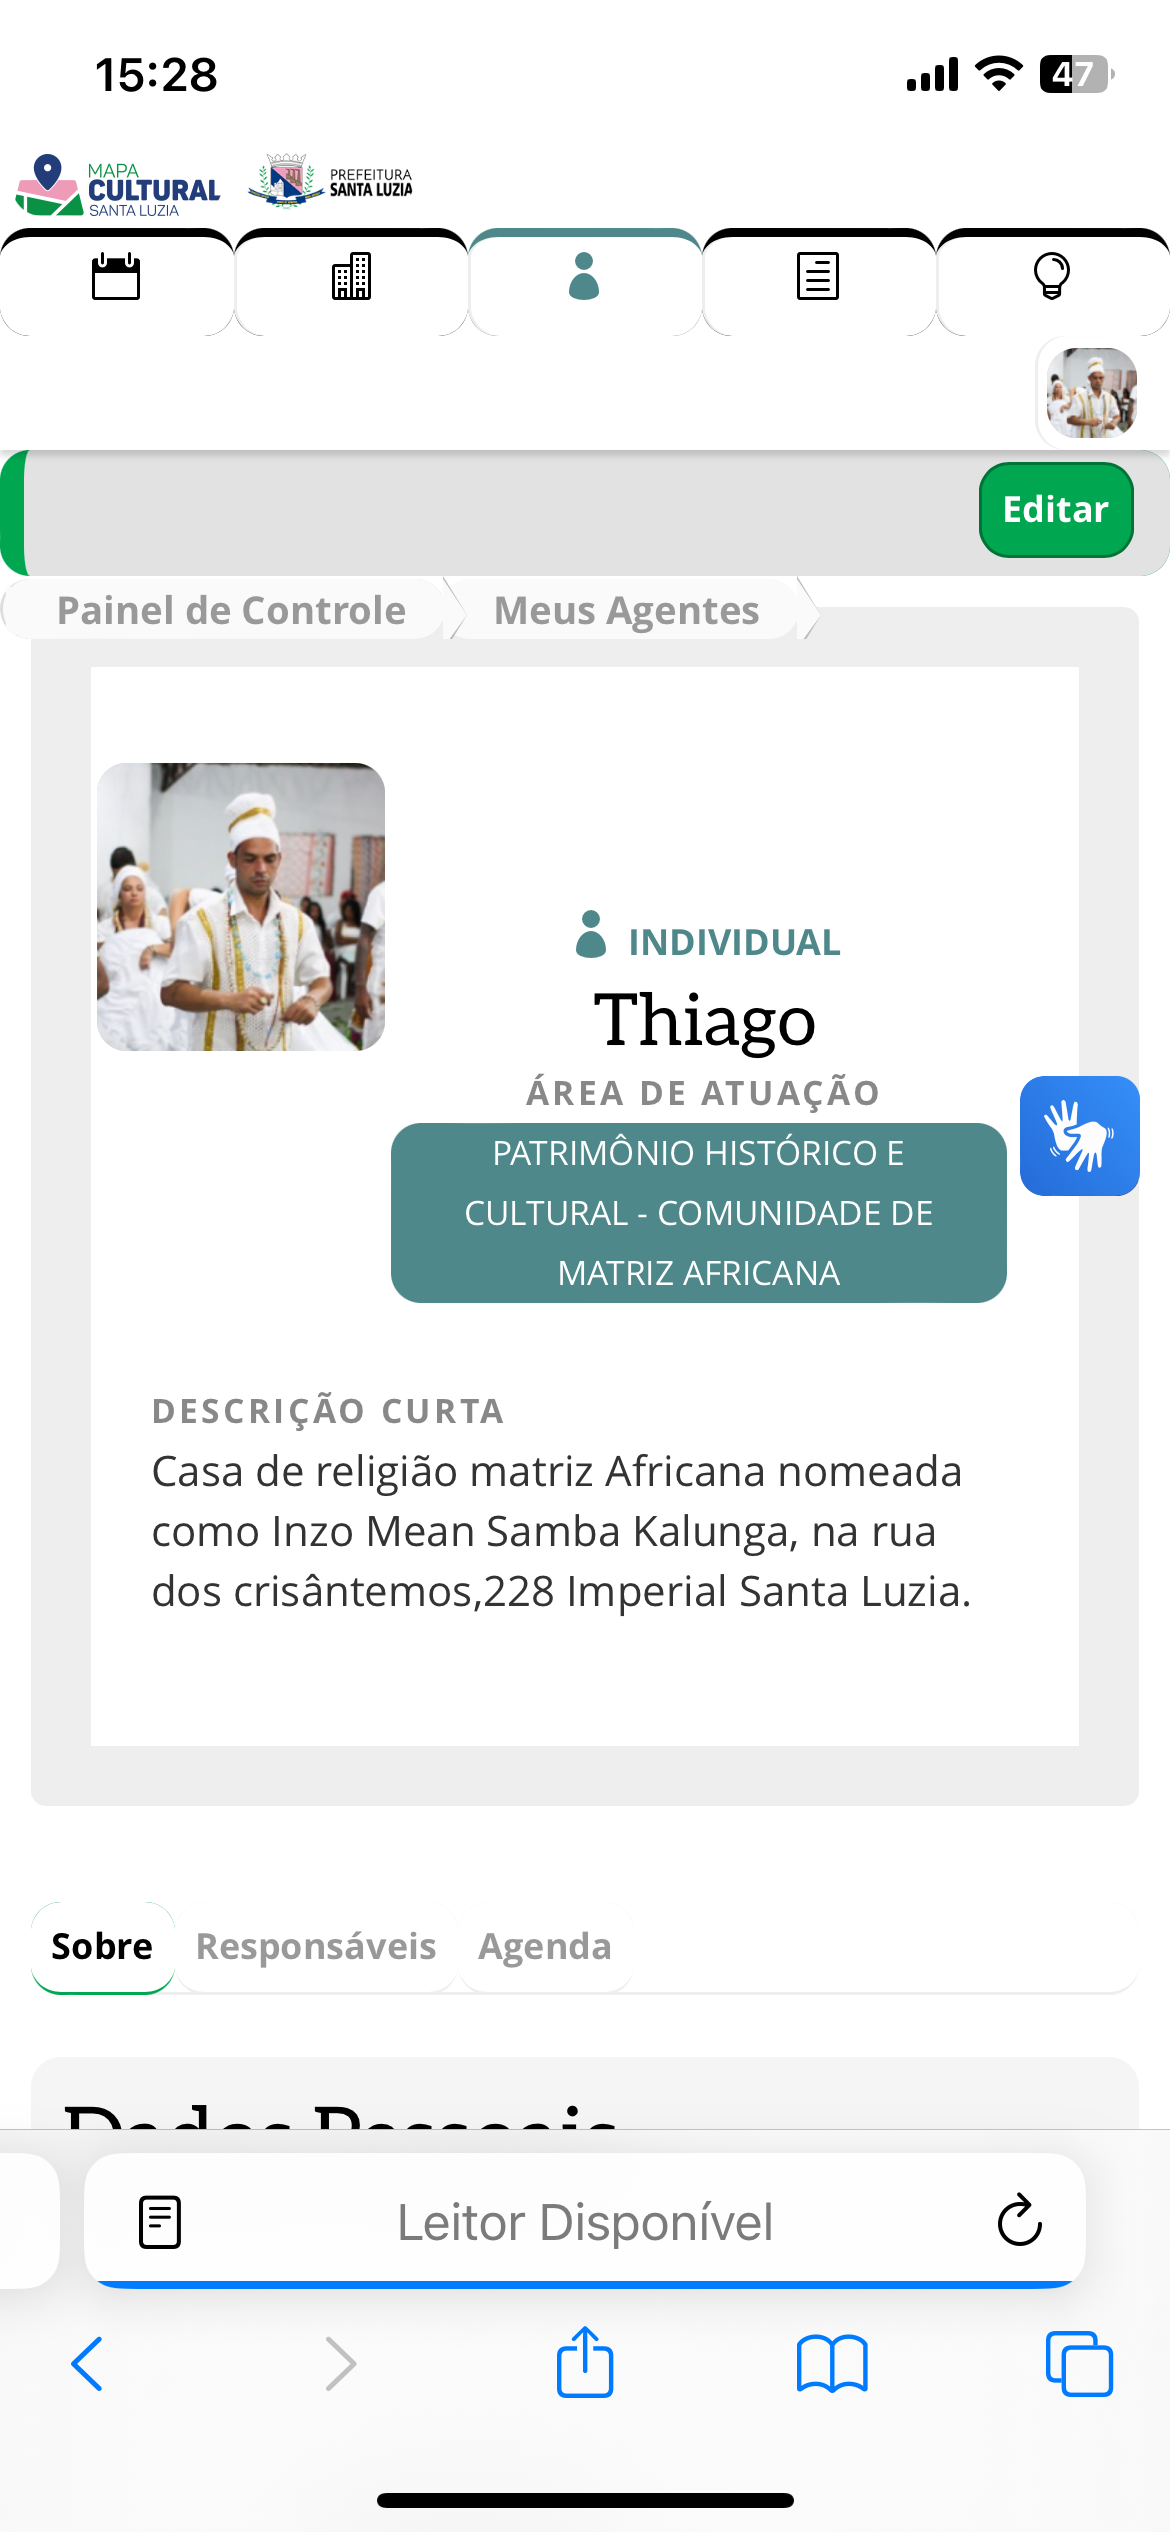 15:28
47
MAPA
CULTURAL
SANTA LUZIA
PREFEITURA
SANTA LUZIA
Editar
Painel de Controle
Meus Agentes
INDIVIDUAL
Thiago
ÁREA DE ATUAÇÃO
PATRIMÔNIO HISTÓRICO E
CULTURAL - COMUNIDADE DE
MATRIZ AFRICANA
DESCRIÇÃO CURTA
Casa de religião matriz Africana nomeada
como Inzo Mean Samba Kalunga, na rua
dos crisântemos,228 Imperial Santa Luzia.
Sobre
Responsáveis
Agenda
Dados Pessoais
Leitor Disponível